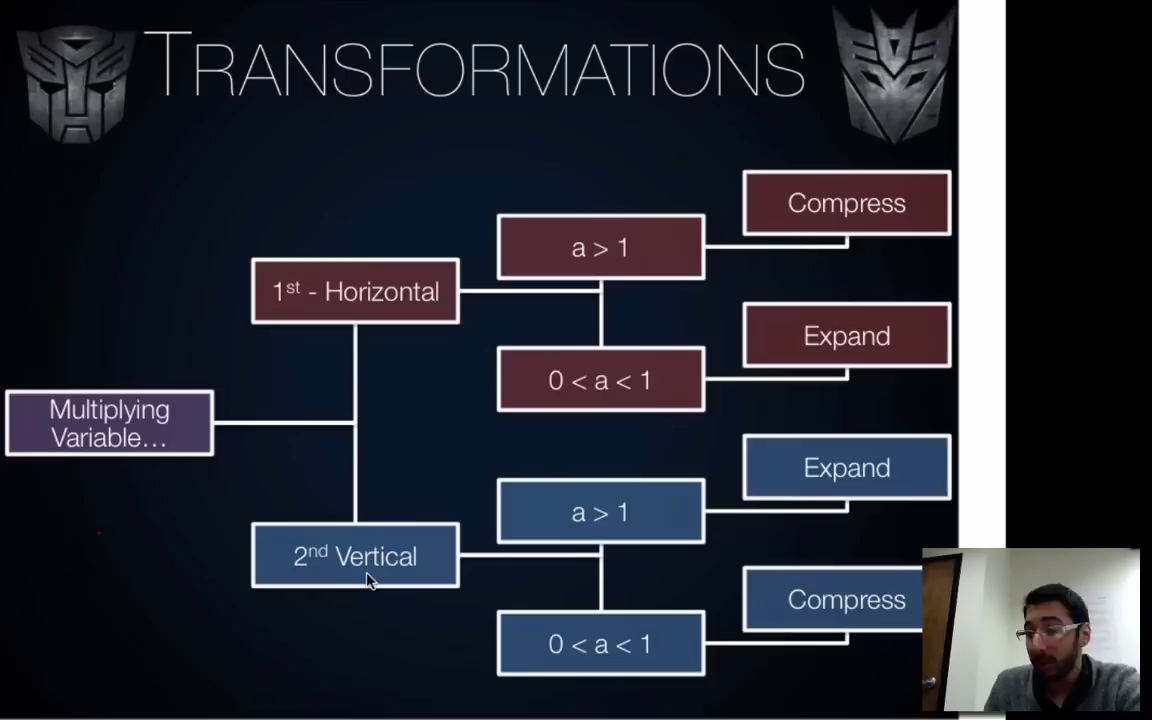 TRANSFORMATIONS
Compress
a > 1
1st - Horizontal
Expand
0 < a < 1
Multiplying
Variable...
Expand
a > 1
2nd Vertical
Compress
0 < a < 1